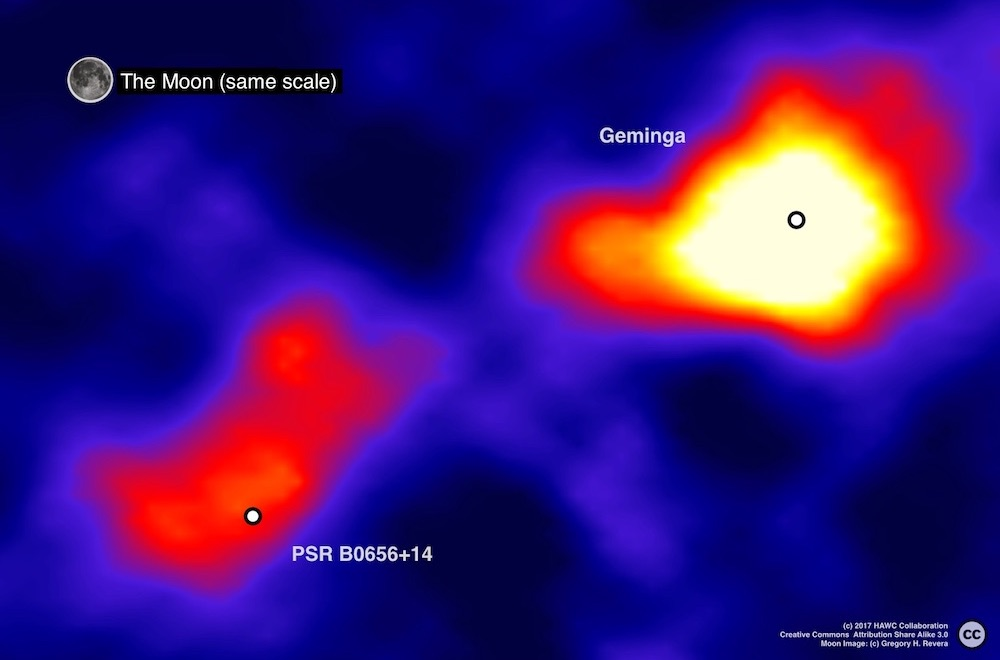 The Moon (same scale)
Geminga
PSR B0656+14
(c) 2017 HAWC Collaboration
Creative Commons Attribution Share Alike 3.0
Moon Image: (c) Gregory H. Revera
CC